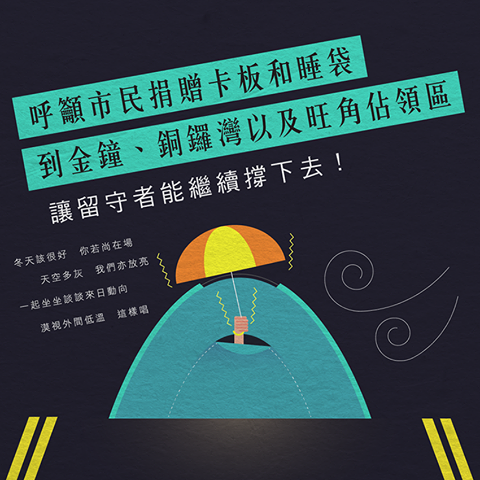 呼籲市民捐贈卡板和睡袋
到金鐘、銅鑼灣以及旺角佔領區
讓留守者能繼續撐下去！
冬天該很好　你若尚在場
天空多灰　我們亦放亮
一起坐坐談談來日動向
漠視外間低溫　這樣唱